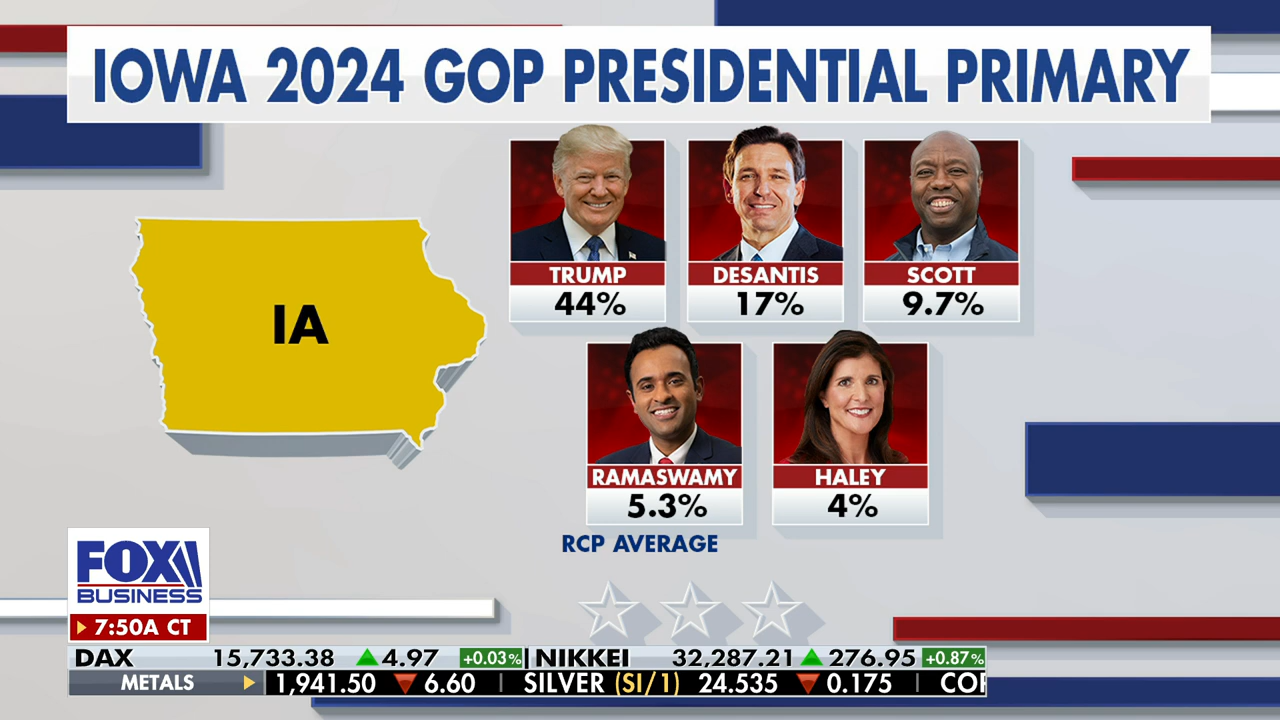 IOWA 2024 GOP PRESIDENTIAL PRIMARY
IA
TRUMP
44%
DESANTIS
17%
SCOTT
9.7%
RAMASWAMY
5.3%
HALEY
4%
RCP AVERAGE
FOX
BUSINESS
7:50A CT
DAX 15,733.38 4.97 +0.03% NIKKEI 32,287.21 276.95 +0.87%
METALS 1,941.50 6.60 SILVER (SI/1) 24.535 0.175